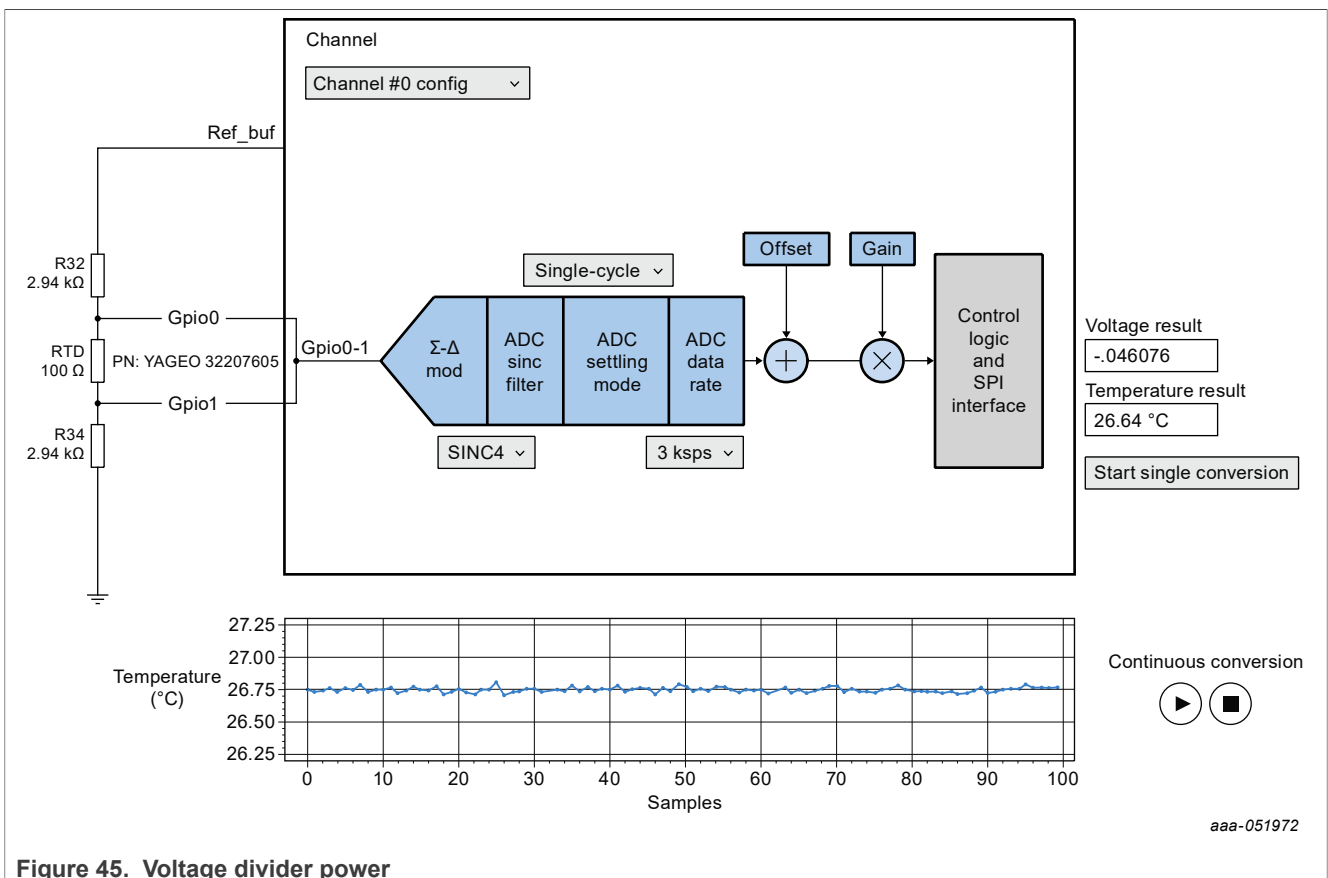 Channel
Channel #0 config
Ref_buf
R32
2.94 kΩ
Gpio0
RTD
100 Ω
PN: YAGEO 32207605
Gpio0-1
Gpio1
R34
2.94 kΩ
Single-cycle
Σ-Δ
mod
ADC
sinc
filter
ADC
settling
mode
ADC
data
rate
SINC4
3 ksps
Offset
Gain
+
×
Control
logic
and
SPI
interface
Voltage result
-.046076
Temperature result
26.64 °C
Start single conversion
27.25
27.00
26.75
26.50
26.25
Temperature
(°C)
0 10 20 30 40 50 60 70 80 90 100
Samples
Continuous conversion
aaa-051972
Figure 45. Voltage divider power